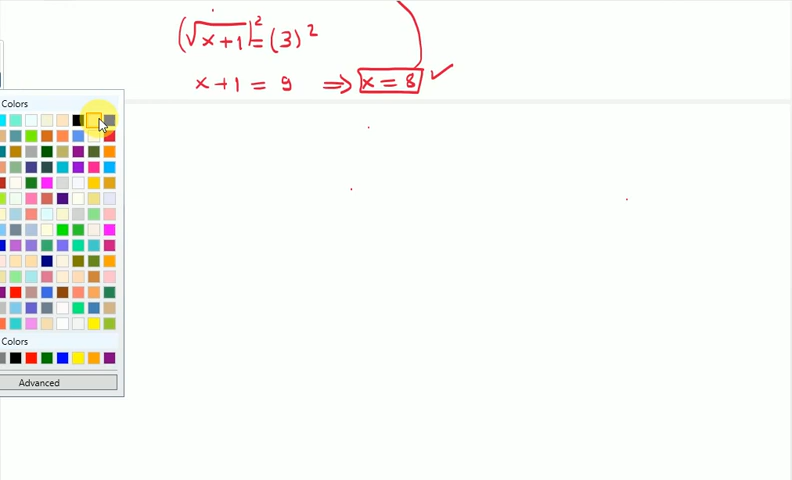 (√x+1)² = (3)²
x + 1 = 9 ⟹ x = 8 ✓
Colors
Colors
Advanced